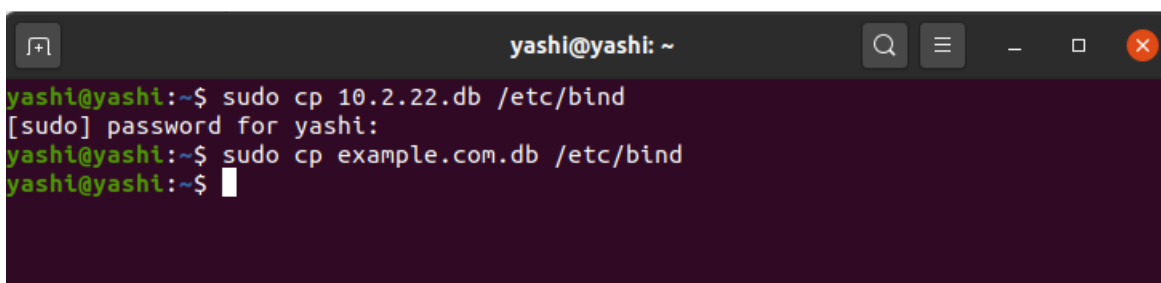 yashi@yashi: ~
yashi@yashi:~$ sudo cp 10.2.22.db /etc/bind
[sudo] password for yashi:
yashi@yashi:~$ sudo cp example.com.db /etc/bind
yashi@yashi:~$